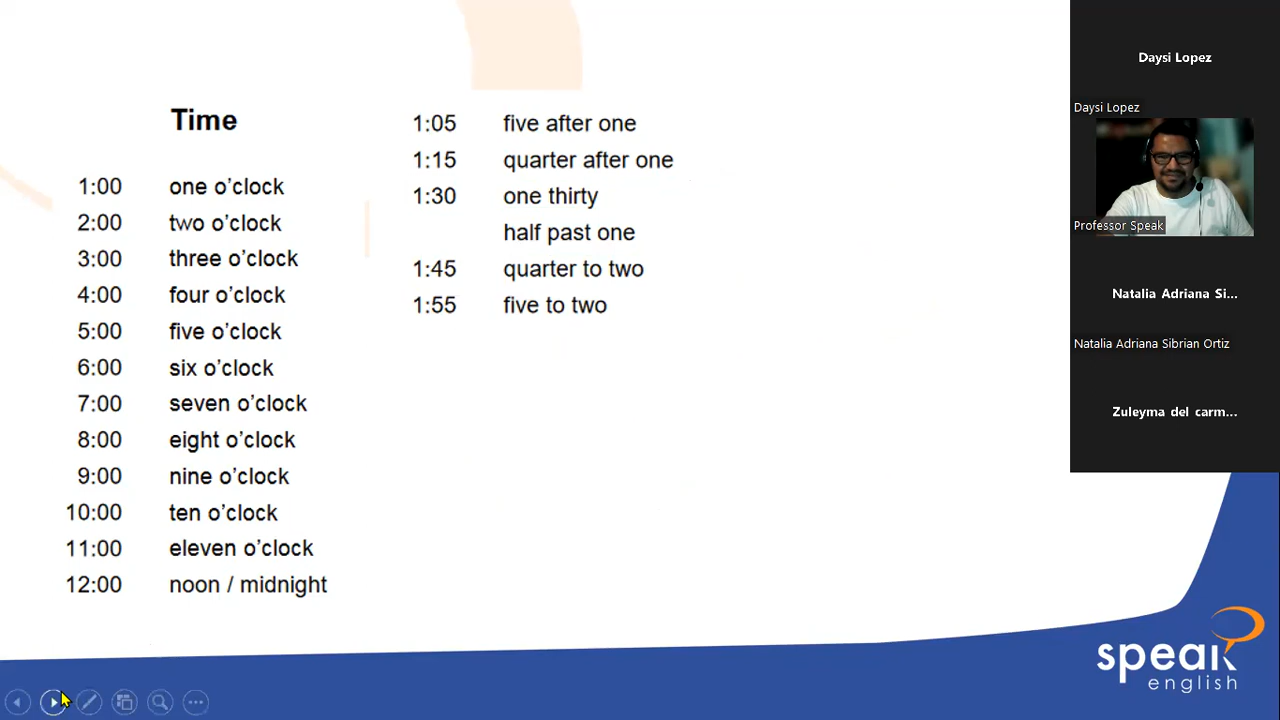 Time
1:00 one o'clock
2:00 two o'clock
3:00 three o'clock
4:00 four o'clock
5:00 five o'clock
6:00 six o'clock
7:00 seven o'clock
8:00 eight o'clock
9:00 nine o'clock
10:00 ten o'clock
11:00 eleven o'clock
12:00 noon / midnight
1:05 five after one
1:15 quarter after one
1:30 one thirty
half past one
1:45 quarter to two
1:55 five to two
Daysi Lopez
Daysi Lopez
Professor Speak
Natalia Adriana Si...
Natalia Adriana Sibrian Ortiz
Zuleyma del carm...
speak
english